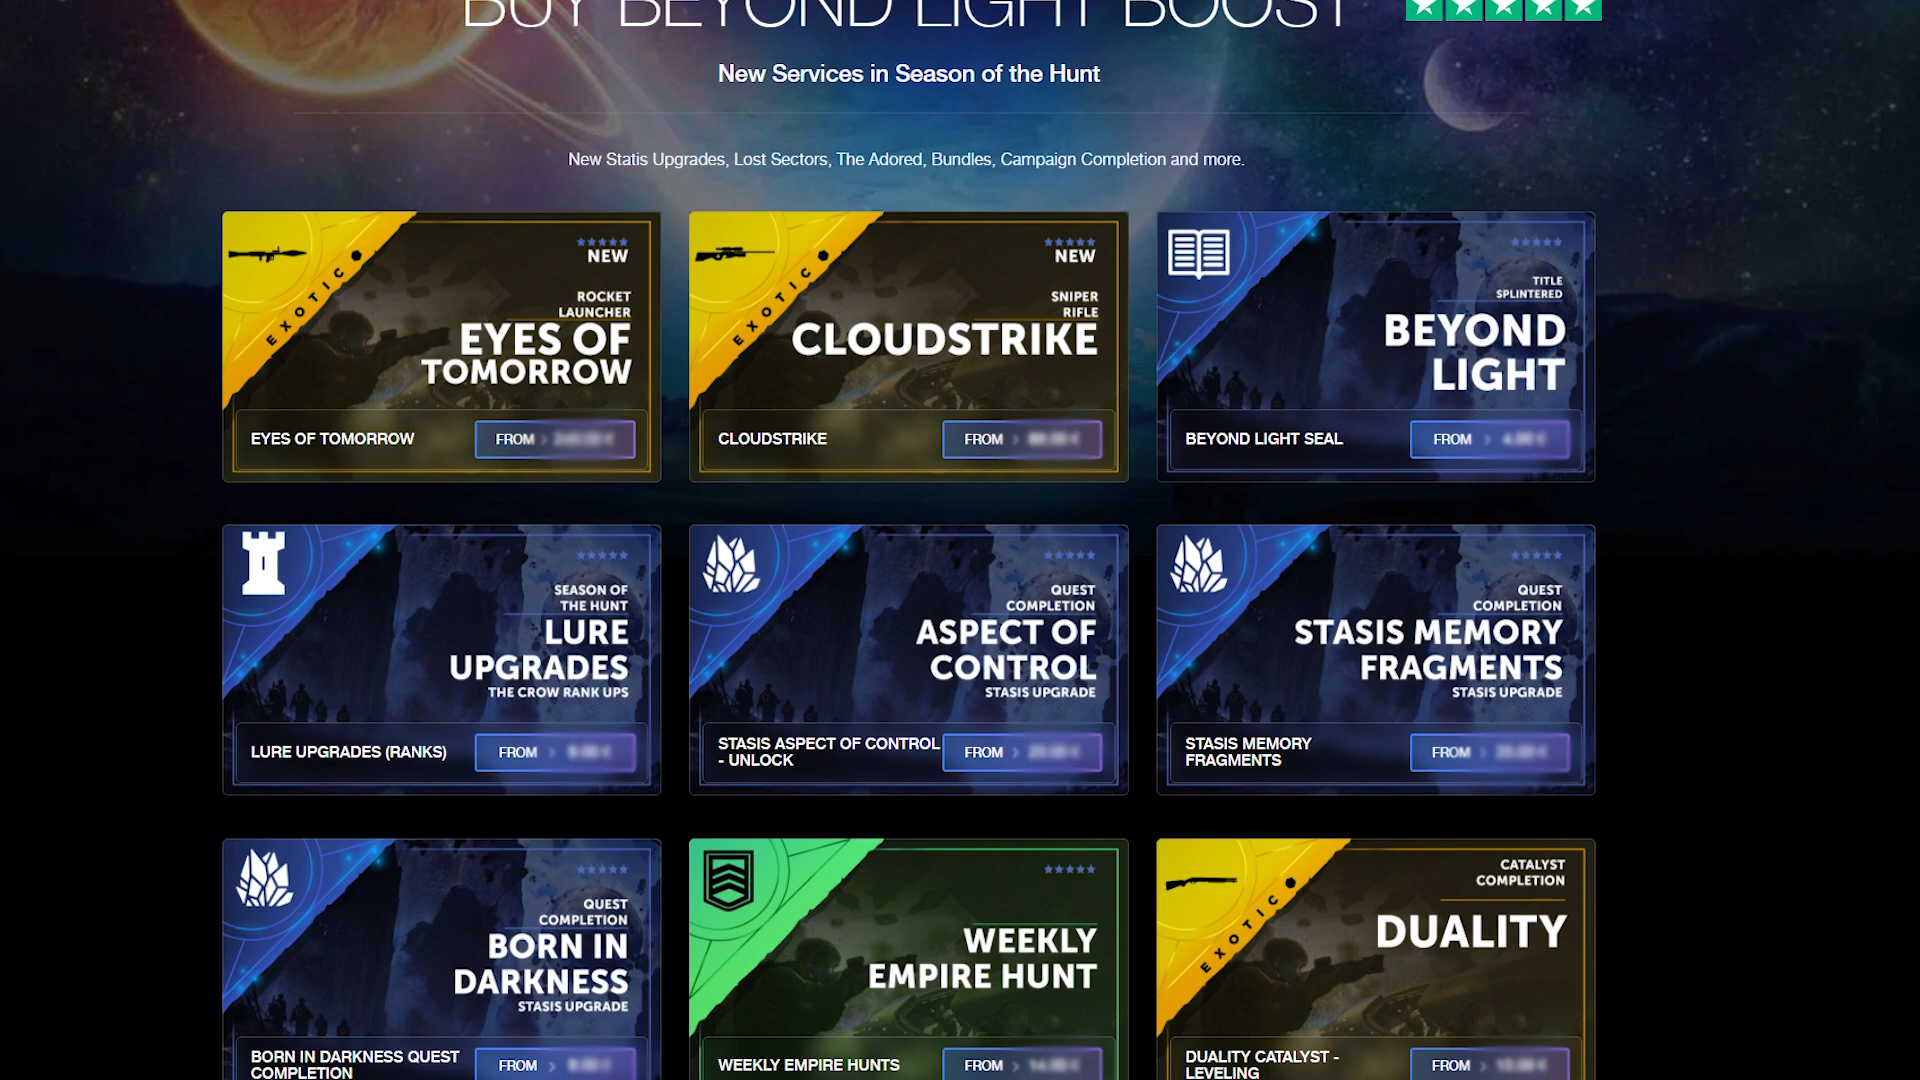 BUY BEYOND LIGHT BOOST
New Services in Season of the Hunt
New Statis Upgrades, Lost Sectors, The Adored, Bundles, Campaign Completion and more.
EXOTIC
NEW
ROCKET
LAUNCHER
EYES OF
TOMORROW
EYES OF TOMORROW
FROM >
EXOTIC
NEW
SNIPER
RIFLE
CLOUDSTRIKE
CLOUDSTRIKE
FROM >
TITLE
SPLINTERED
BEYOND
LIGHT
BEYOND LIGHT SEAL
FROM >
SEASON OF
THE HUNT
LURE
UPGRADES
THE CROW RANK UPS
LURE UPGRADES (RANKS)
FROM >
QUEST
COMPLETION
ASPECT OF
CONTROL
STASIS UPGRADE
STASIS ASPECT OF CONTROL
- UNLOCK
FROM >
QUEST
COMPLETION
STASIS MEMORY
FRAGMENTS
STASIS UPGRADE
STASIS MEMORY
FRAGMENTS
FROM >
QUEST
COMPLETION
BORN IN
DARKNESS
STASIS UPGRADE
BORN IN DARKNESS QUEST
COMPLETION
FROM >
WEEKLY
EMPIRE HUNT
WEEKLY EMPIRE HUNTS
FROM >
EXOTIC
CATALYST
COMPLETION
DUALITY
DUALITY CATALYST -
LEVELING
FROM >